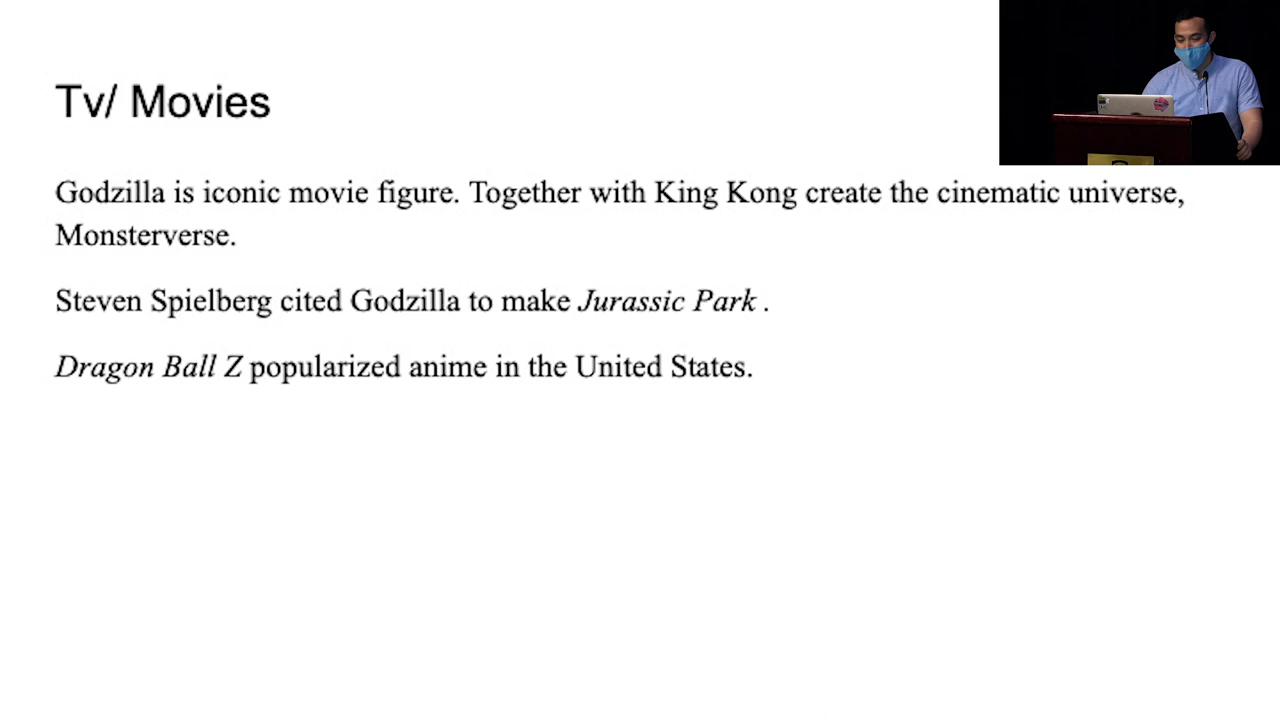 Tv/ Movies
Godzilla is iconic movie figure. Together with King Kong create the cinematic universe,
Monsterverse.
Steven Spielberg cited Godzilla to make Jurassic Park .
Dragon Ball Z popularized anime in the United States.